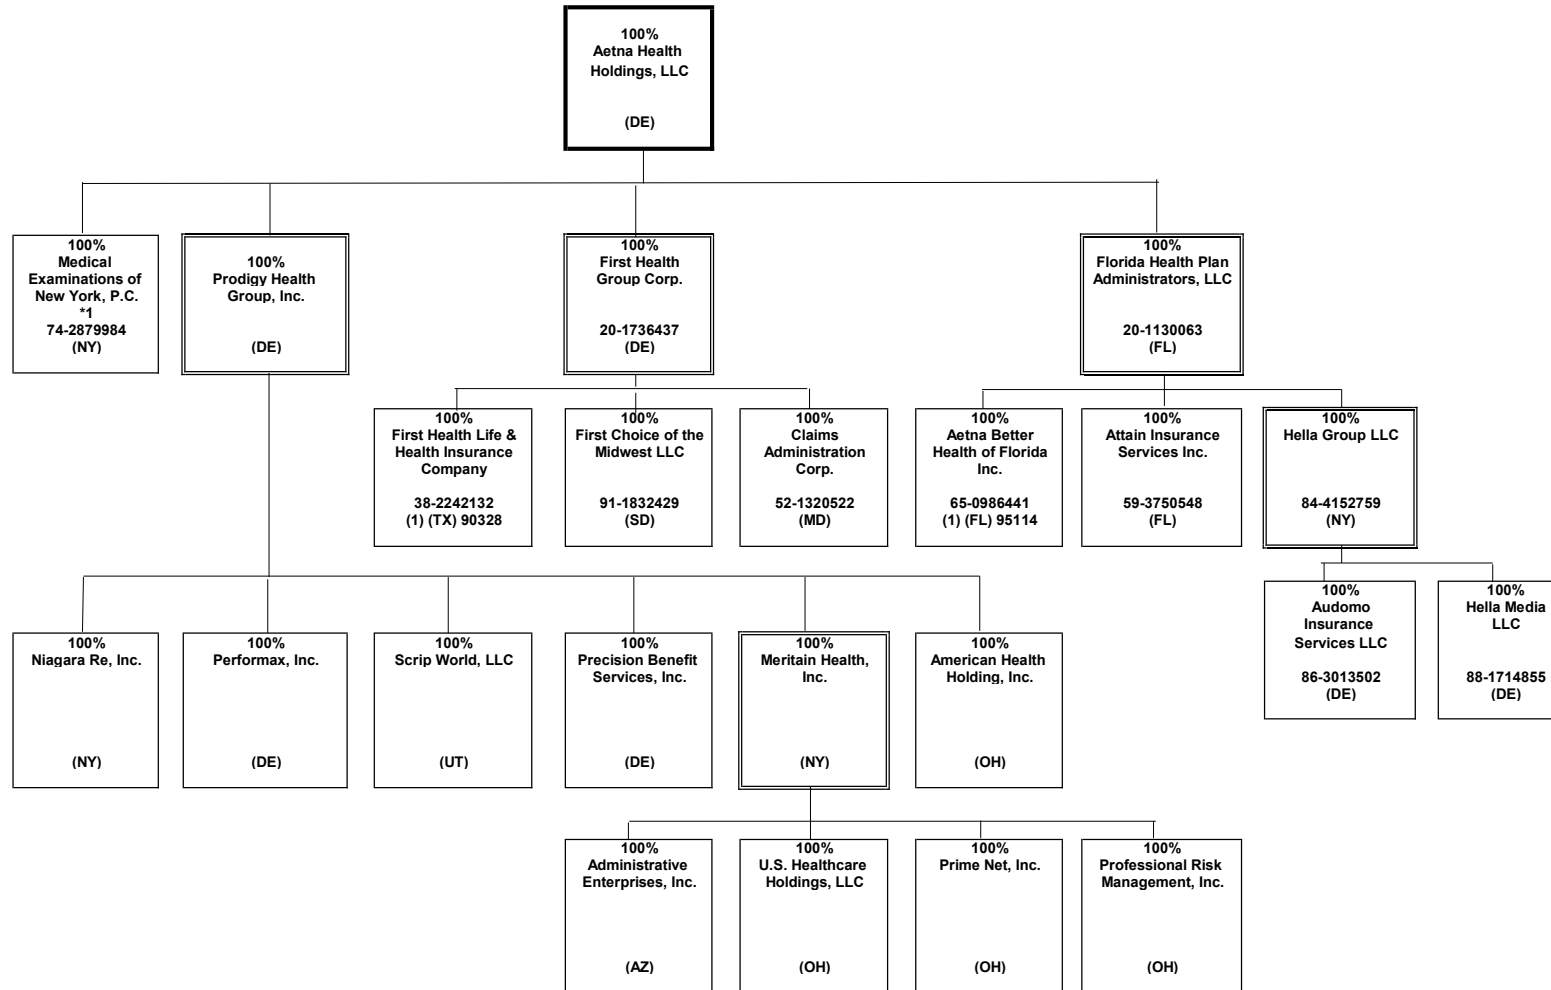 100%
Aetna Health
Holdings, LLC
(DE)
100%
Medical
Examinations of
New York, P.C.
*1
74-2879984
(NY)
100%
Prodigy Health
Group, Inc.
(DE)
100%
First Health
Group Corp.
20-1736437
(DE)
100%
Florida Health Plan
Administrators, LLC
20-1130063
(FL)
100%
First Health Life &
Health Insurance
Company
38-2242132
(1) (TX) 90328
100%
First Choice of the
Midwest LLC
91-1832429
(SD)
100%
Claims
Administration
Corp.
52-1320522
(MD)
100%
Aetna Better
Health of Florida
Inc.
65-0986441
(1) (FL) 95114
100%
Attain Insurance
Services Inc.
59-3750548
(FL)
100%
Hella Group LLC
84-4152759
(NY)
100%
Audomo
Insurance
Services LLC
86-3013502
(DE)
100%
Hella Media
LLC
88-1714855
(DE)
100%
Niagara Re, Inc.
(NY)
100%
Performax, Inc.
(DE)
100%
Scrip World, LLC
(UT)
100%
Precision Benefit
Services, Inc.
(DE)
100%
Meritain Health,
Inc.
(NY)
100%
American Health
Holding, Inc.
(OH)
100%
Administrative
Enterprises, Inc.
(AZ)
100%
U.S. Healthcare
Holdings, LLC
(OH)
100%
Prime Net, Inc.
(OH)
100%
Professional Risk
Management, Inc.
(OH)